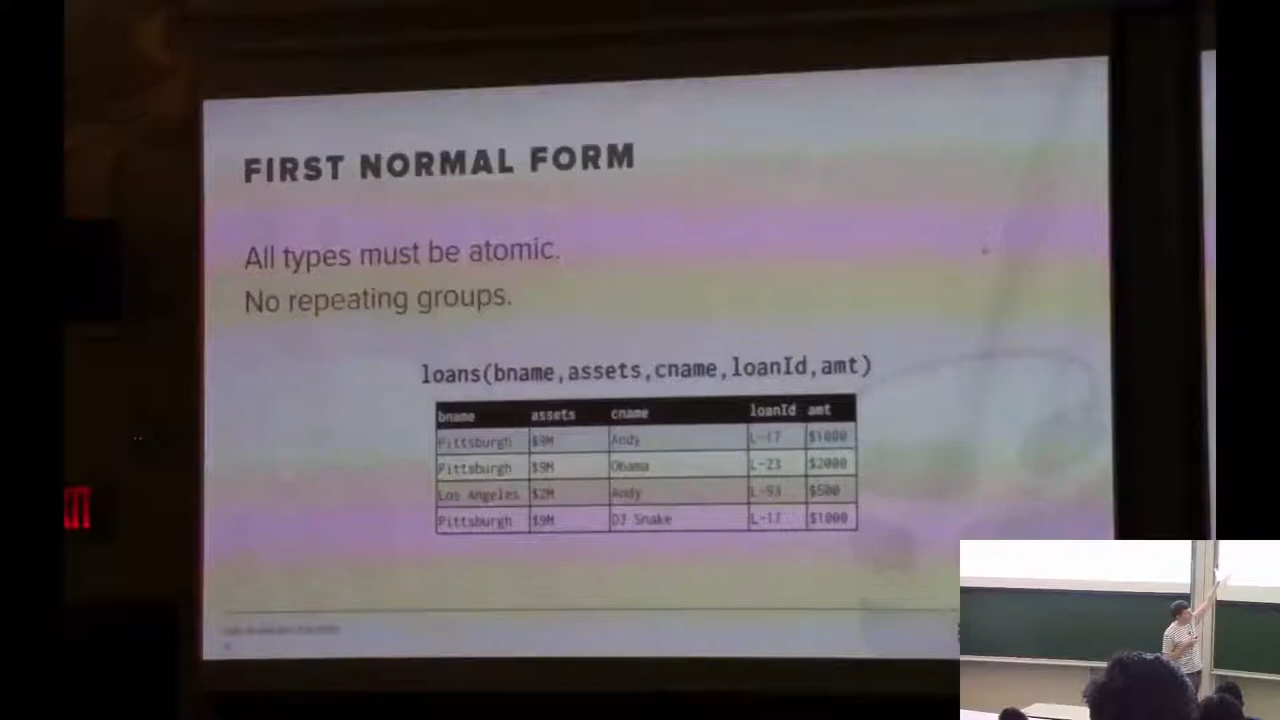 FIRST NORMAL FORM
All types must be atomic.
No repeating groups.
loans(bname,assets,cname,loanId,amt)
bname assets cname loanId amt
Pittsburgh $9M Andy L-17 $1000
Pittsburgh $9M Obama L-23 $2000
Los Angeles $2M Andy L-93 $500
Pittsburgh $9M DJ Snake L-17 $1000